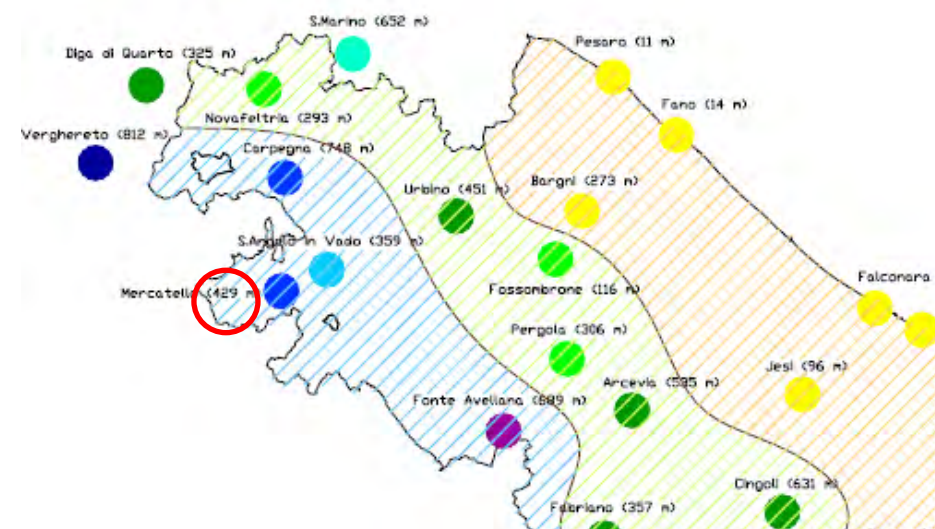 S.Marino (652 m)
Pesaro (11 m)
Diga di Quarto (325 m)
Fano (14 m)
Novafeltria (293 m)
Verghereto (812 m)
Carpegna (748 m)
Urbino (451 m)
Bargni (273 m)
S.Angelo in Vado (359 m)
Falconara
Mercatello (429 m)
Fossombrone (116 m)
Pergola (306 m)
Jesi (96 m)
Arcevia (535 m)
Fonte Avellana (689 m)
Cingoli (631 m)
Fabriano (357 m)